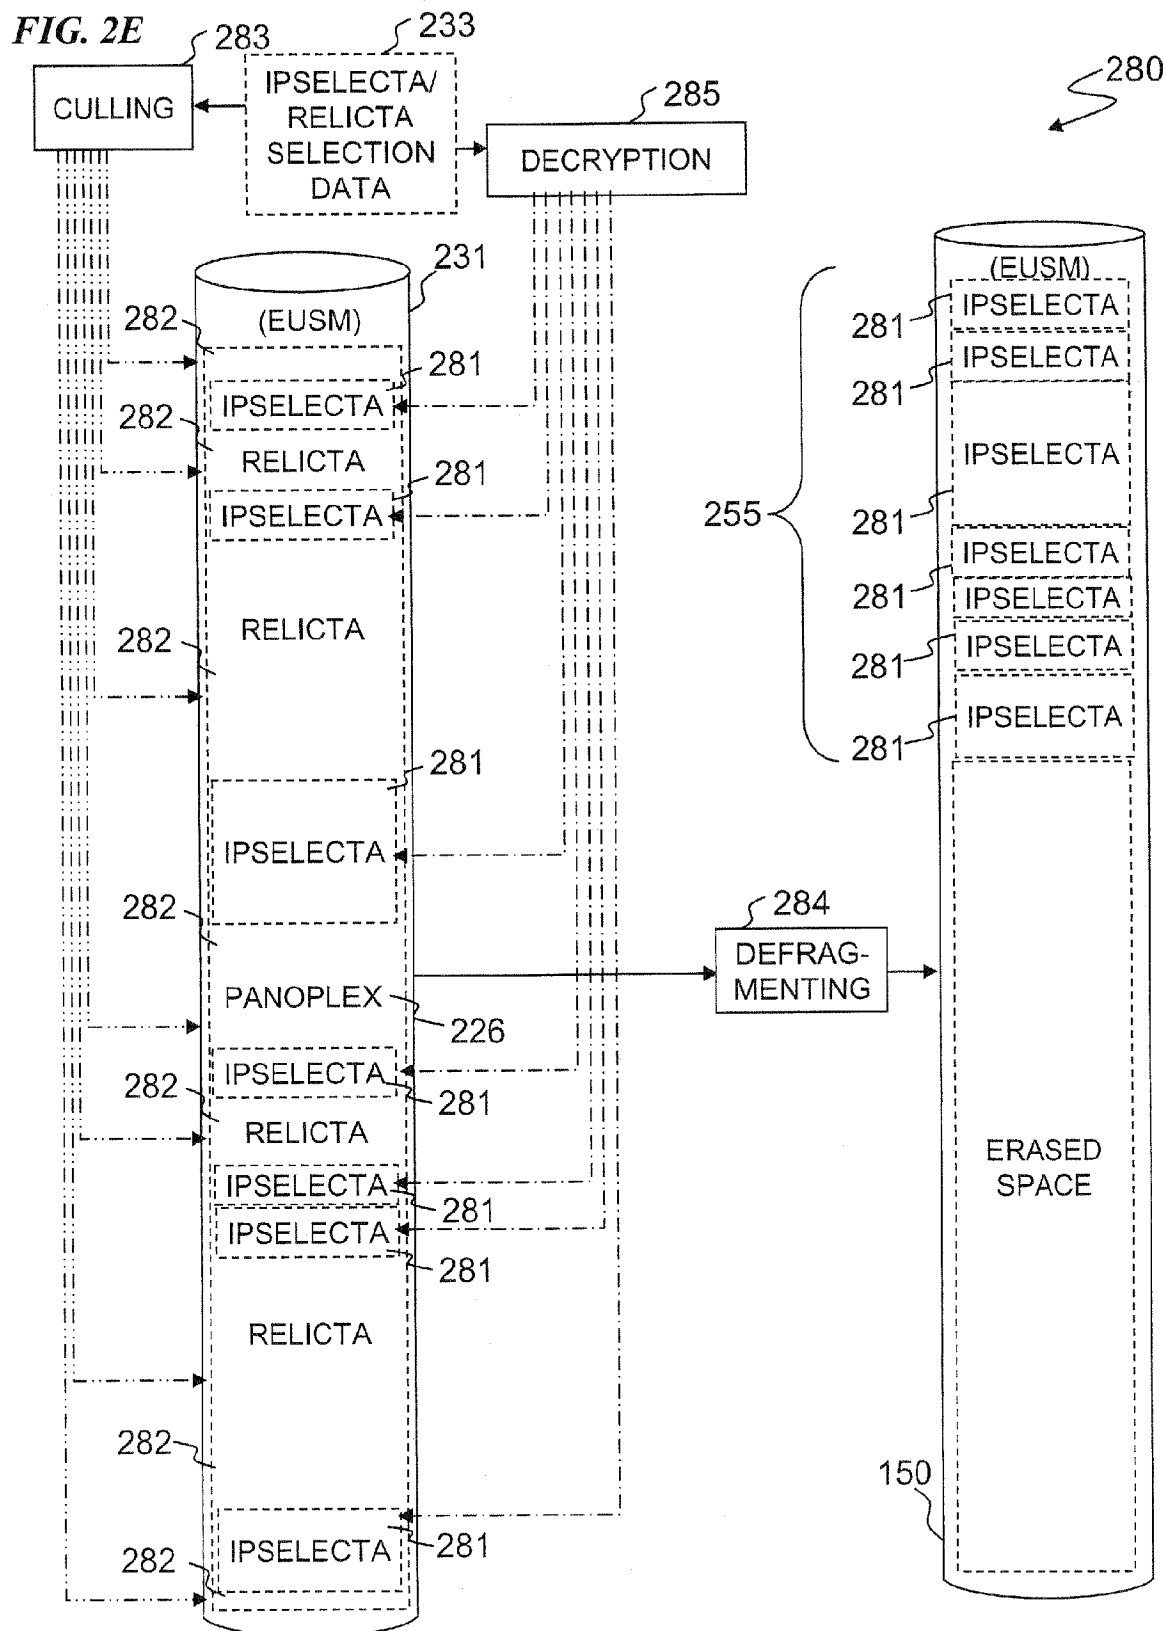 FIG. 2E
283
233
280
CULLING
IPSELECTA/
RELICTA
SELECTION
DATA
285
DECRYPTION
231
(EUSM)
282
281
IPSELECTA
282
RELICTA
281
IPSELECTA
RELICTA
282
281
IPSELECTA
282
PANOPLEX
226
IPSELECTA
281
282
RELICTA
IPSELECTA
281
IPSELECTA
281
RELICTA
282
IPSELECTA
281
282
284
DEFRAG-
MENTING
(EUSM)
IPSELECTA
281
IPSELECTA
281
IPSELECTA
255
281
IPSELECTA
281
IPSELECTA
IPSELECTA
281
IPSELECTA
281
ERASED
SPACE
150